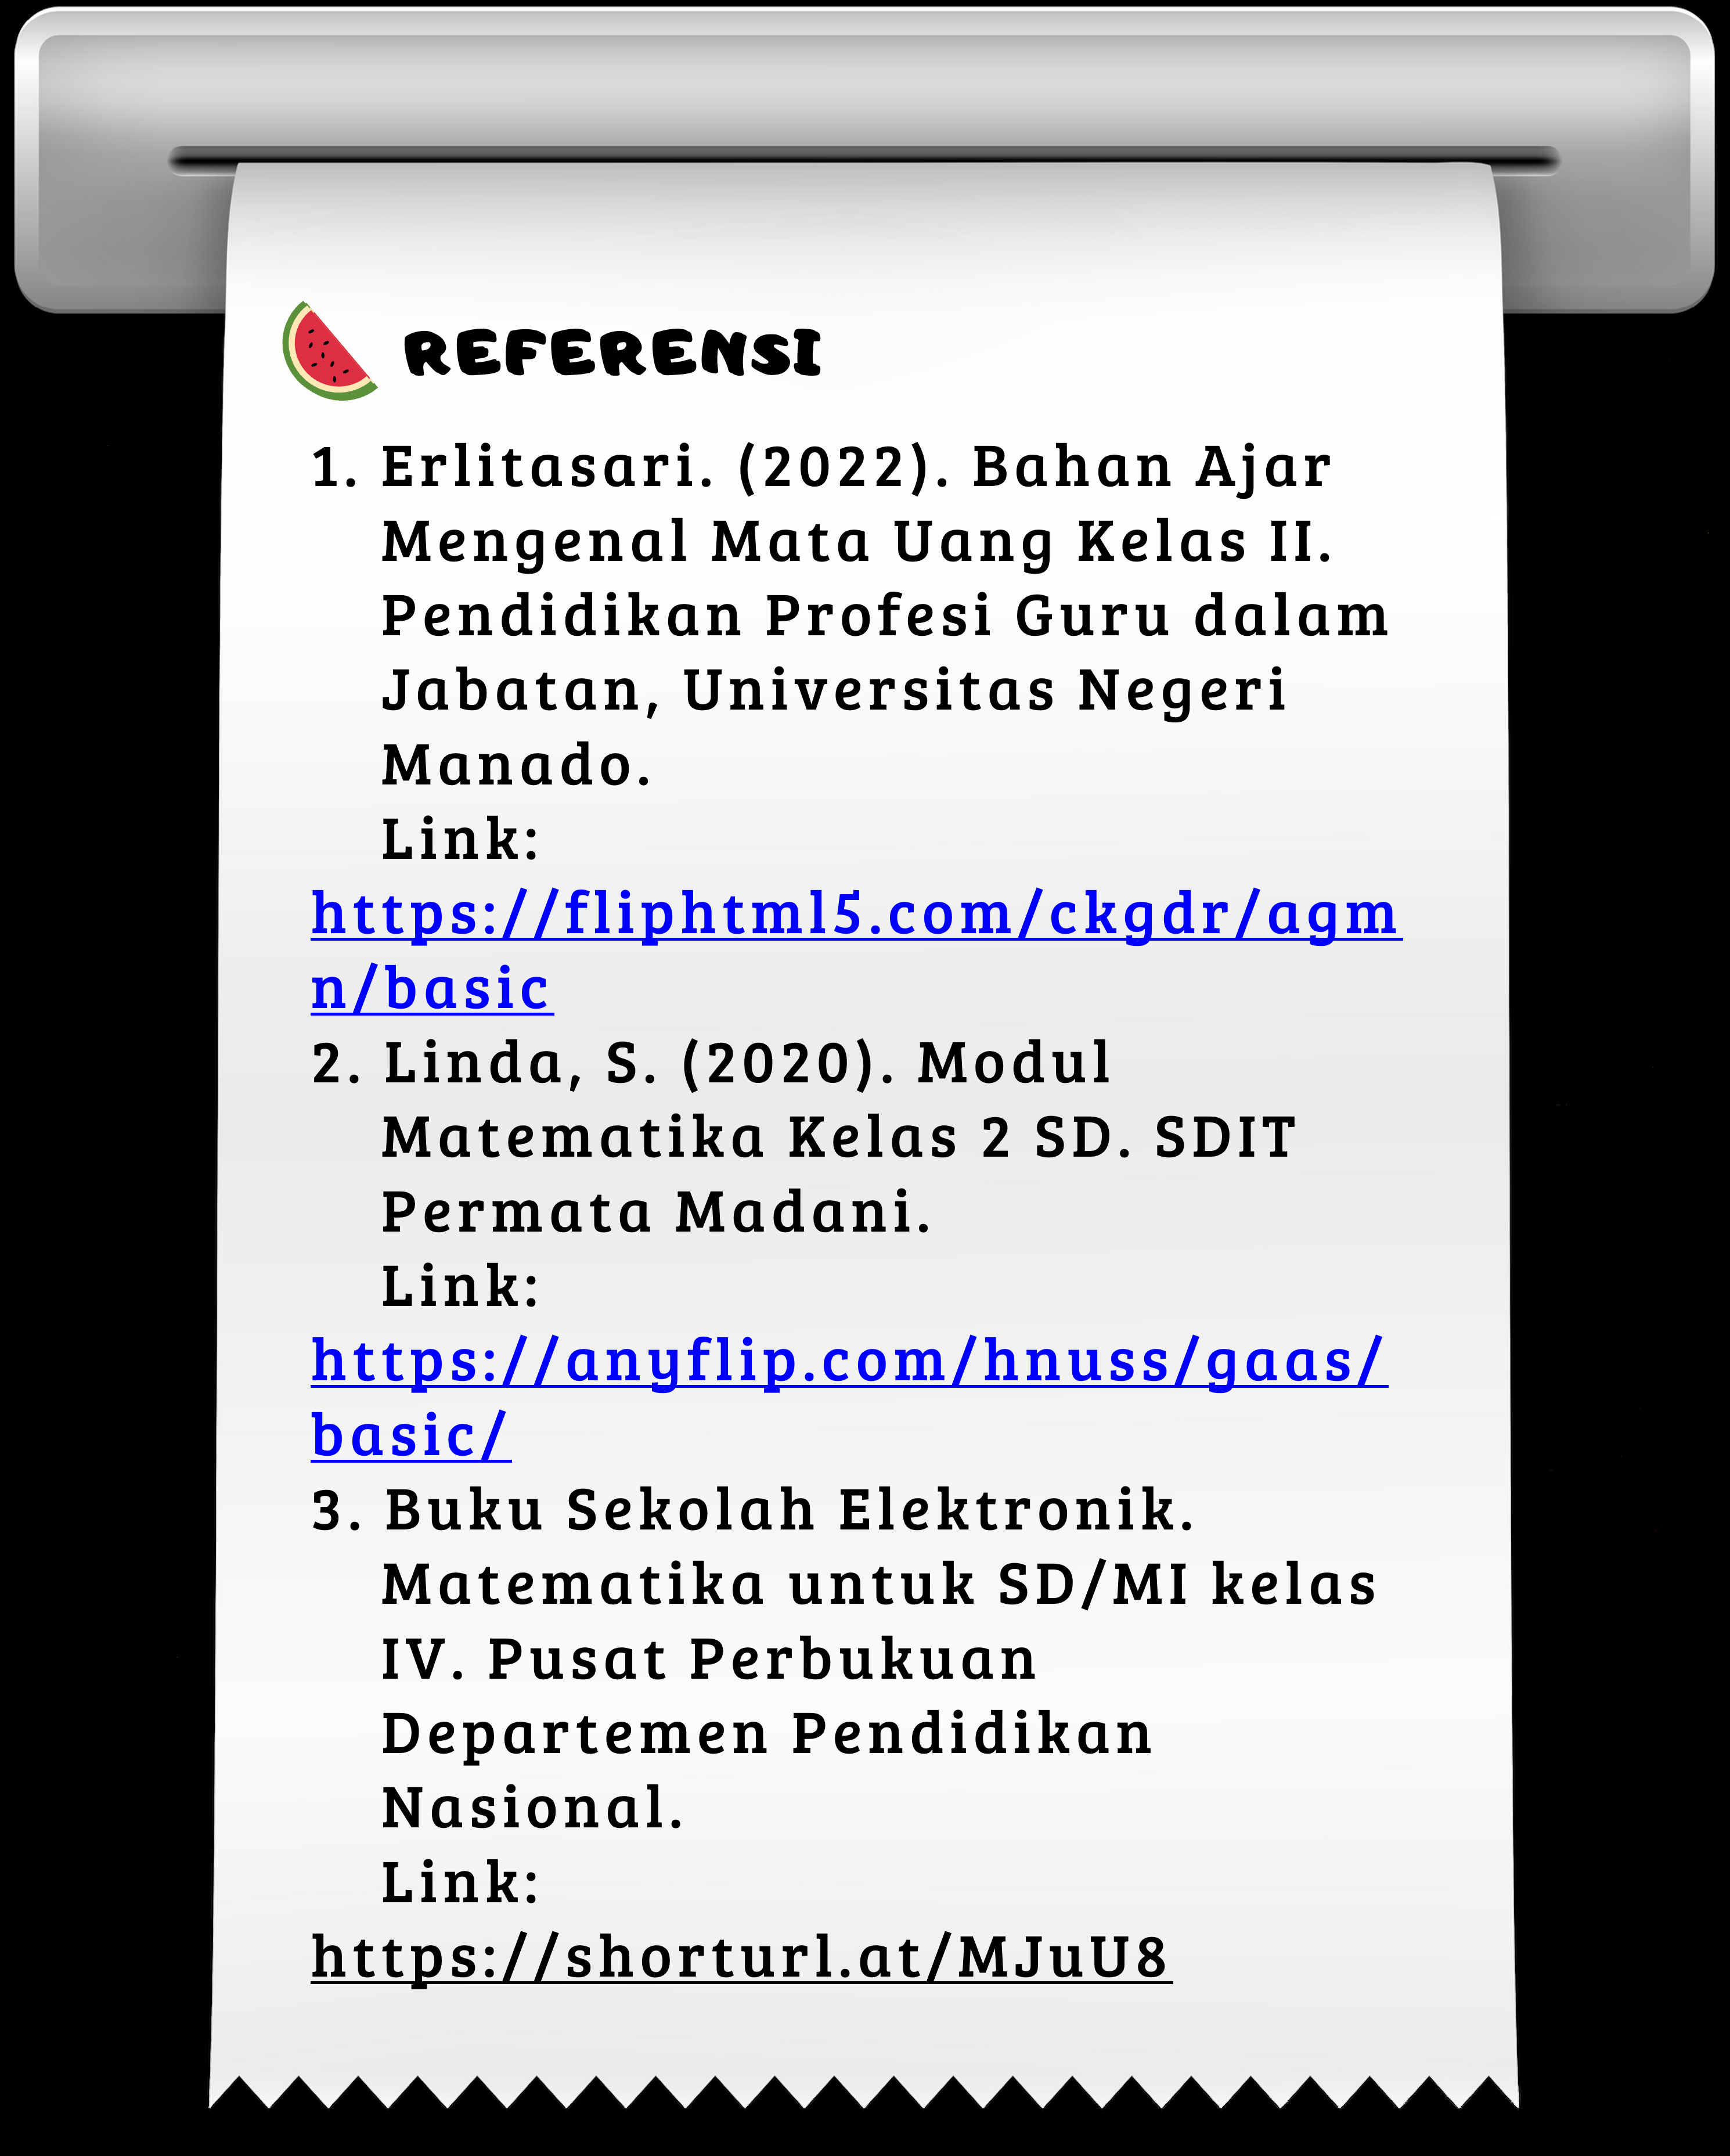 REFERENSI
1. Erlitasari. (2022). Bahan Ajar
Mengenal Mata Uang Kelas II.
Pendidikan Profesi Guru dalam
Jabatan, Universitas Negeri
Manado.
Link:
https://fliphtml5.com/ckgdr/agm
n/basic
2. Linda, S. (2020). Modul
Matematika Kelas 2 SD. SDIT
Permata Madani.
Link:
https://anyflip.com/hnuss/gaas/
basic/
3. Buku Sekolah Elektronik.
Matematika untuk SD/MI kelas
IV. Pusat Perbukuan
Departemen Pendidikan
Nasional.
Link:
https://shorturl.at/MJuU8